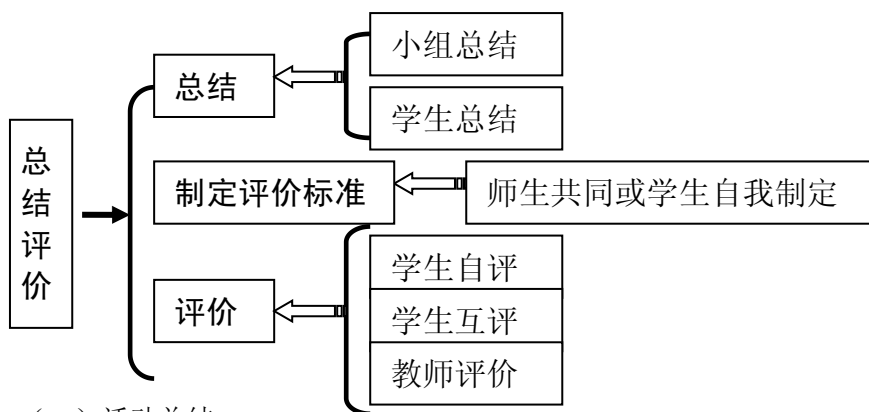 总结评价
总结
小组总结
学生总结
制定评价标准
师生共同或学生自我制定
评价
学生自评
学生互评
教师评价